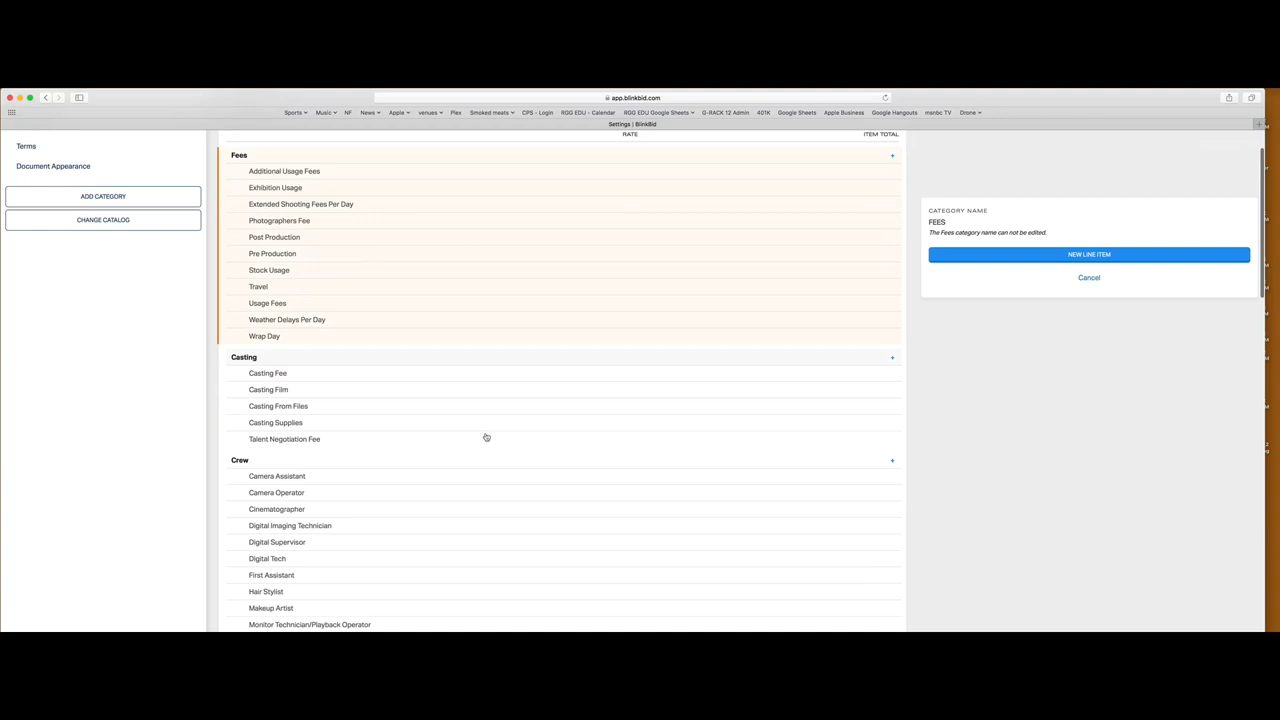 app.blinkbid.com
Sports Music NF News Apple venues Plex Smoked meats CPS - Login RGG EDU - Calendar RGG EDU Google Sheets G-RACK 12 Admin 401K Google Sheets Apple Business Google Hangouts msnbc TV Drone
Settings | BlinkBid
RATE ITEM TOTAL
Terms
Document Appearance
ADD CATEGORY
CHANGE CATALOG
Fees +
Additional Usage Fees
Exhibition Usage
Extended Shooting Fees Per Day
Photographers Fee
Post Production
Pre Production
Stock Usage
Travel
Usage Fees
Weather Delays Per Day
Wrap Day
Casting +
Casting Fee
Casting Film
Casting From Files
Casting Supplies
Talent Negotiation Fee
Crew +
Camera Assistant
Camera Operator
Cinematographer
Digital Imaging Technician
Digital Supervisor
Digital Tech
First Assistant
Hair Stylist
Makeup Artist
Monitor Technician/Playback Operator
CATEGORY NAME
FEES
The Fees category name can not be edited.
NEW LINE ITEM
Cancel